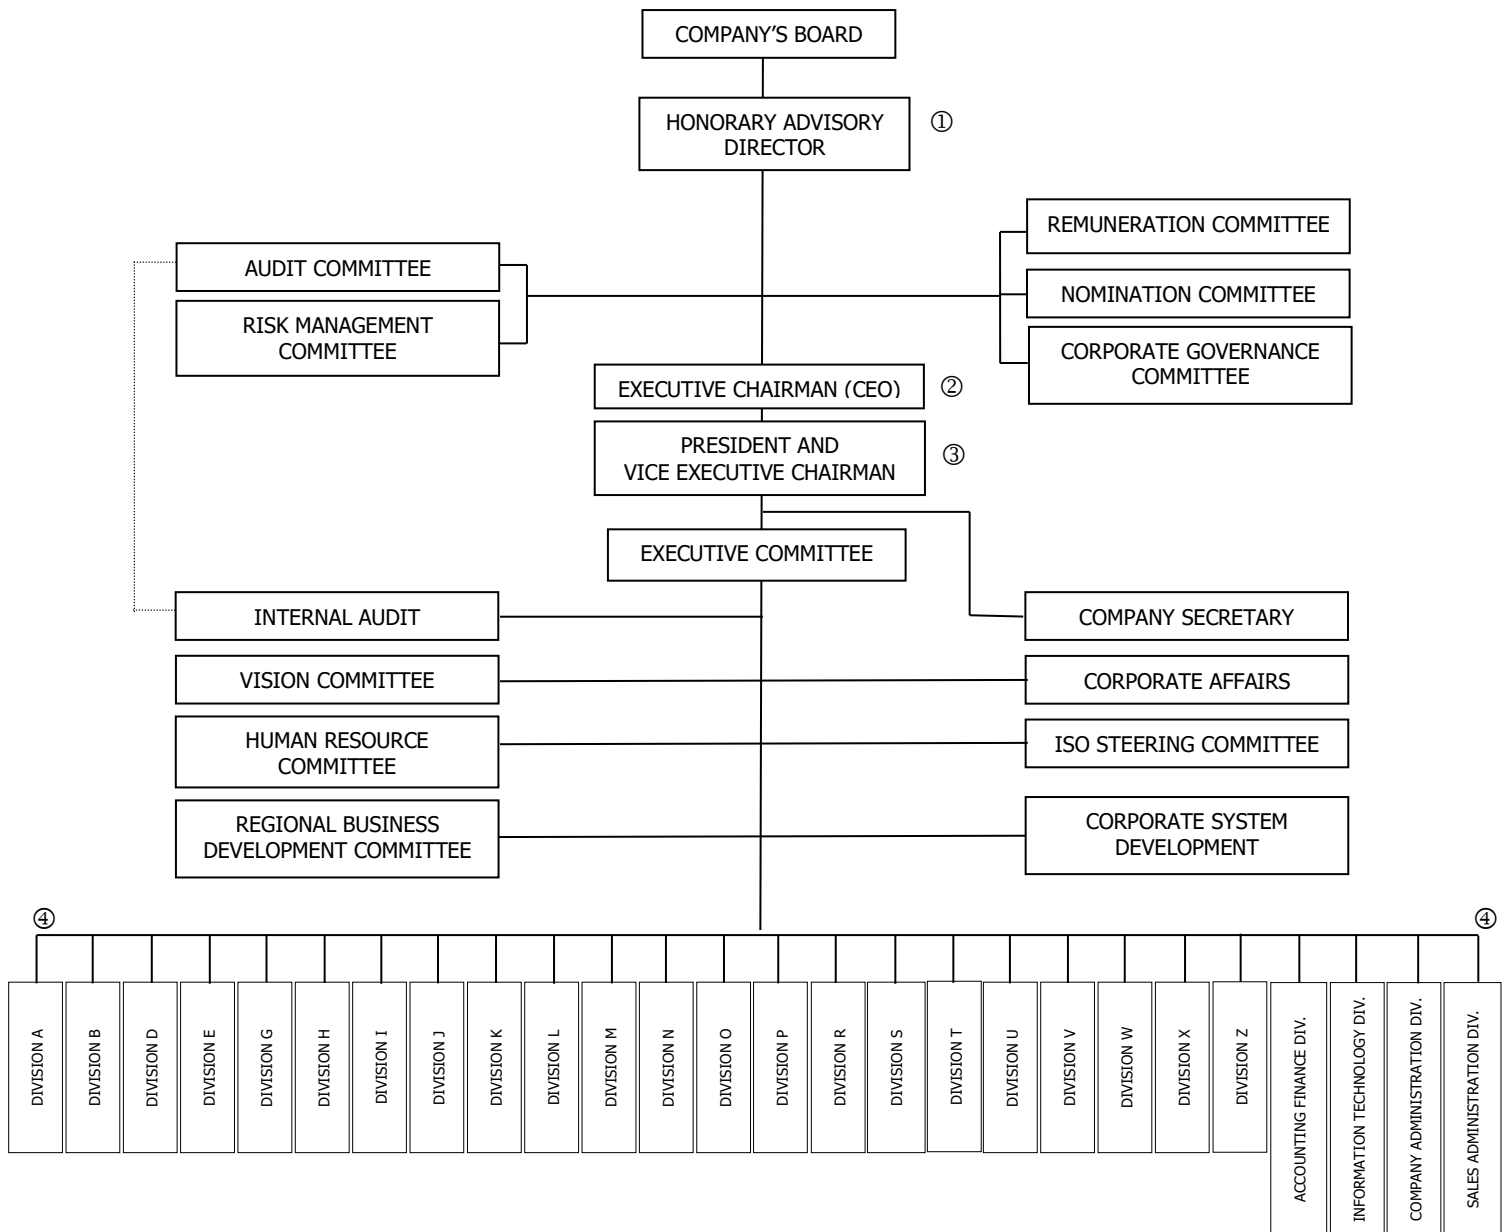 COMPANY'S BOARD
HONORARY ADVISORY
DIRECTOR
①
REMUNERATION COMMITTEE
AUDIT COMMITTEE
NOMINATION COMMITTEE
RISK MANAGEMENT
COMMITTEE
CORPORATE GOVERNANCE
COMMITTEE
EXECUTIVE CHAIRMAN (CEO)
②
PRESIDENT AND
VICE EXECUTIVE CHAIRMAN
③
EXECUTIVE COMMITTEE
INTERNAL AUDIT
COMPANY SECRETARY
VISION COMMITTEE
CORPORATE AFFAIRS
HUMAN RESOURCE
COMMITTEE
ISO STEERING COMMITTEE
REGIONAL BUSINESS
DEVELOPMENT COMMITTEE
CORPORATE SYSTEM
DEVELOPMENT
④
④
DIVISION A
DIVISION B
DIVISION D
DIVISION E
DIVISION G
DIVISION H
DIVISION I
DIVISION J
DIVISION K
DIVISION L
DIVISION M
DIVISION N
DIVISION O
DIVISION P
DIVISION R
DIVISION S
DIVISION T
DIVISION U
DIVISION V
DIVISION W
DIVISION X
DIVISION Z
ACCOUNTING FINANCE DIV.
INFORMATION TECHNOLOGY DIV.
COMPANY ADMINISTRATION DIV.
SALES ADMINISTRATION DIV.